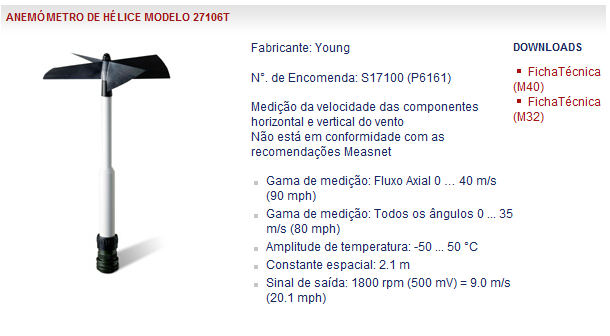 ANEMÓMETRO DE HÉLICE MODELO 27106T
Fabricante: Young
N°. de Encomenda: S17100 (P6161)
Medição da velocidade das componentes
horizontal e vertical do vento
Não está em conformidade com as
recomendações Measnet
Gama de medição: Fluxo Axial 0 ... 40 m/s
(90 mph)
Gama de medição: Todos os ângulos 0 ... 35
m/s (80 mph)
Amplitude de temperatura: -50 ... 50 °C
Constante espacial: 2.1 m
Sinal de saída: 1800 rpm (500 mV) = 9.0 m/s
(20.1 mph)
DOWNLOADS
FichaTécnica
(M40)
FichaTécnica
(M32)